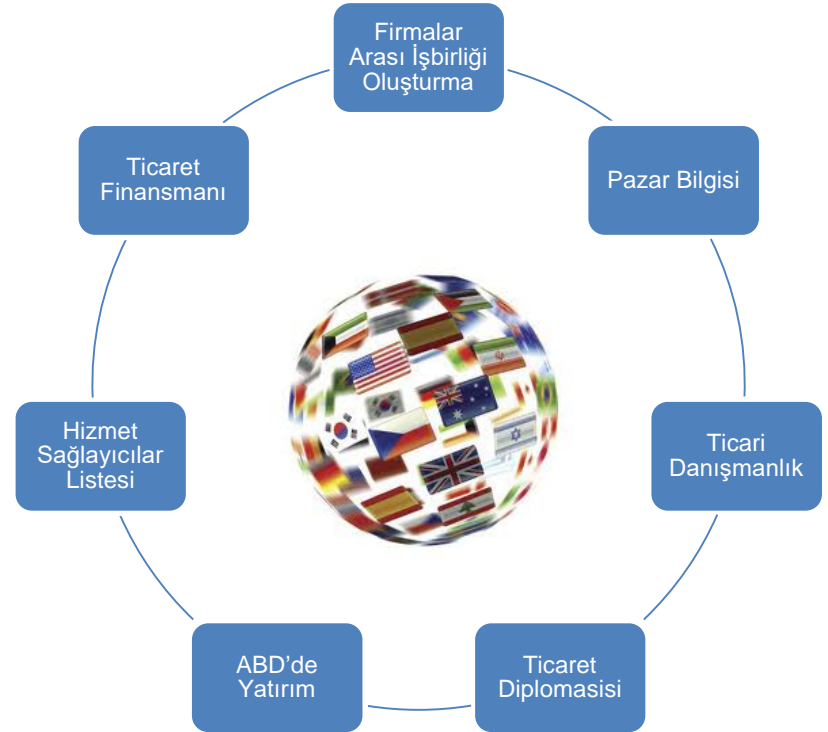 Firmalar
Arası İşbirliği
Oluşturma
Pazar Bilgisi
Ticari
Danışmanlık
Ticaret
Diplomasisi
ABD’de
Yatırım
Hizmet
Sağlayıcılar
Listesi
Ticaret
Finansmanı